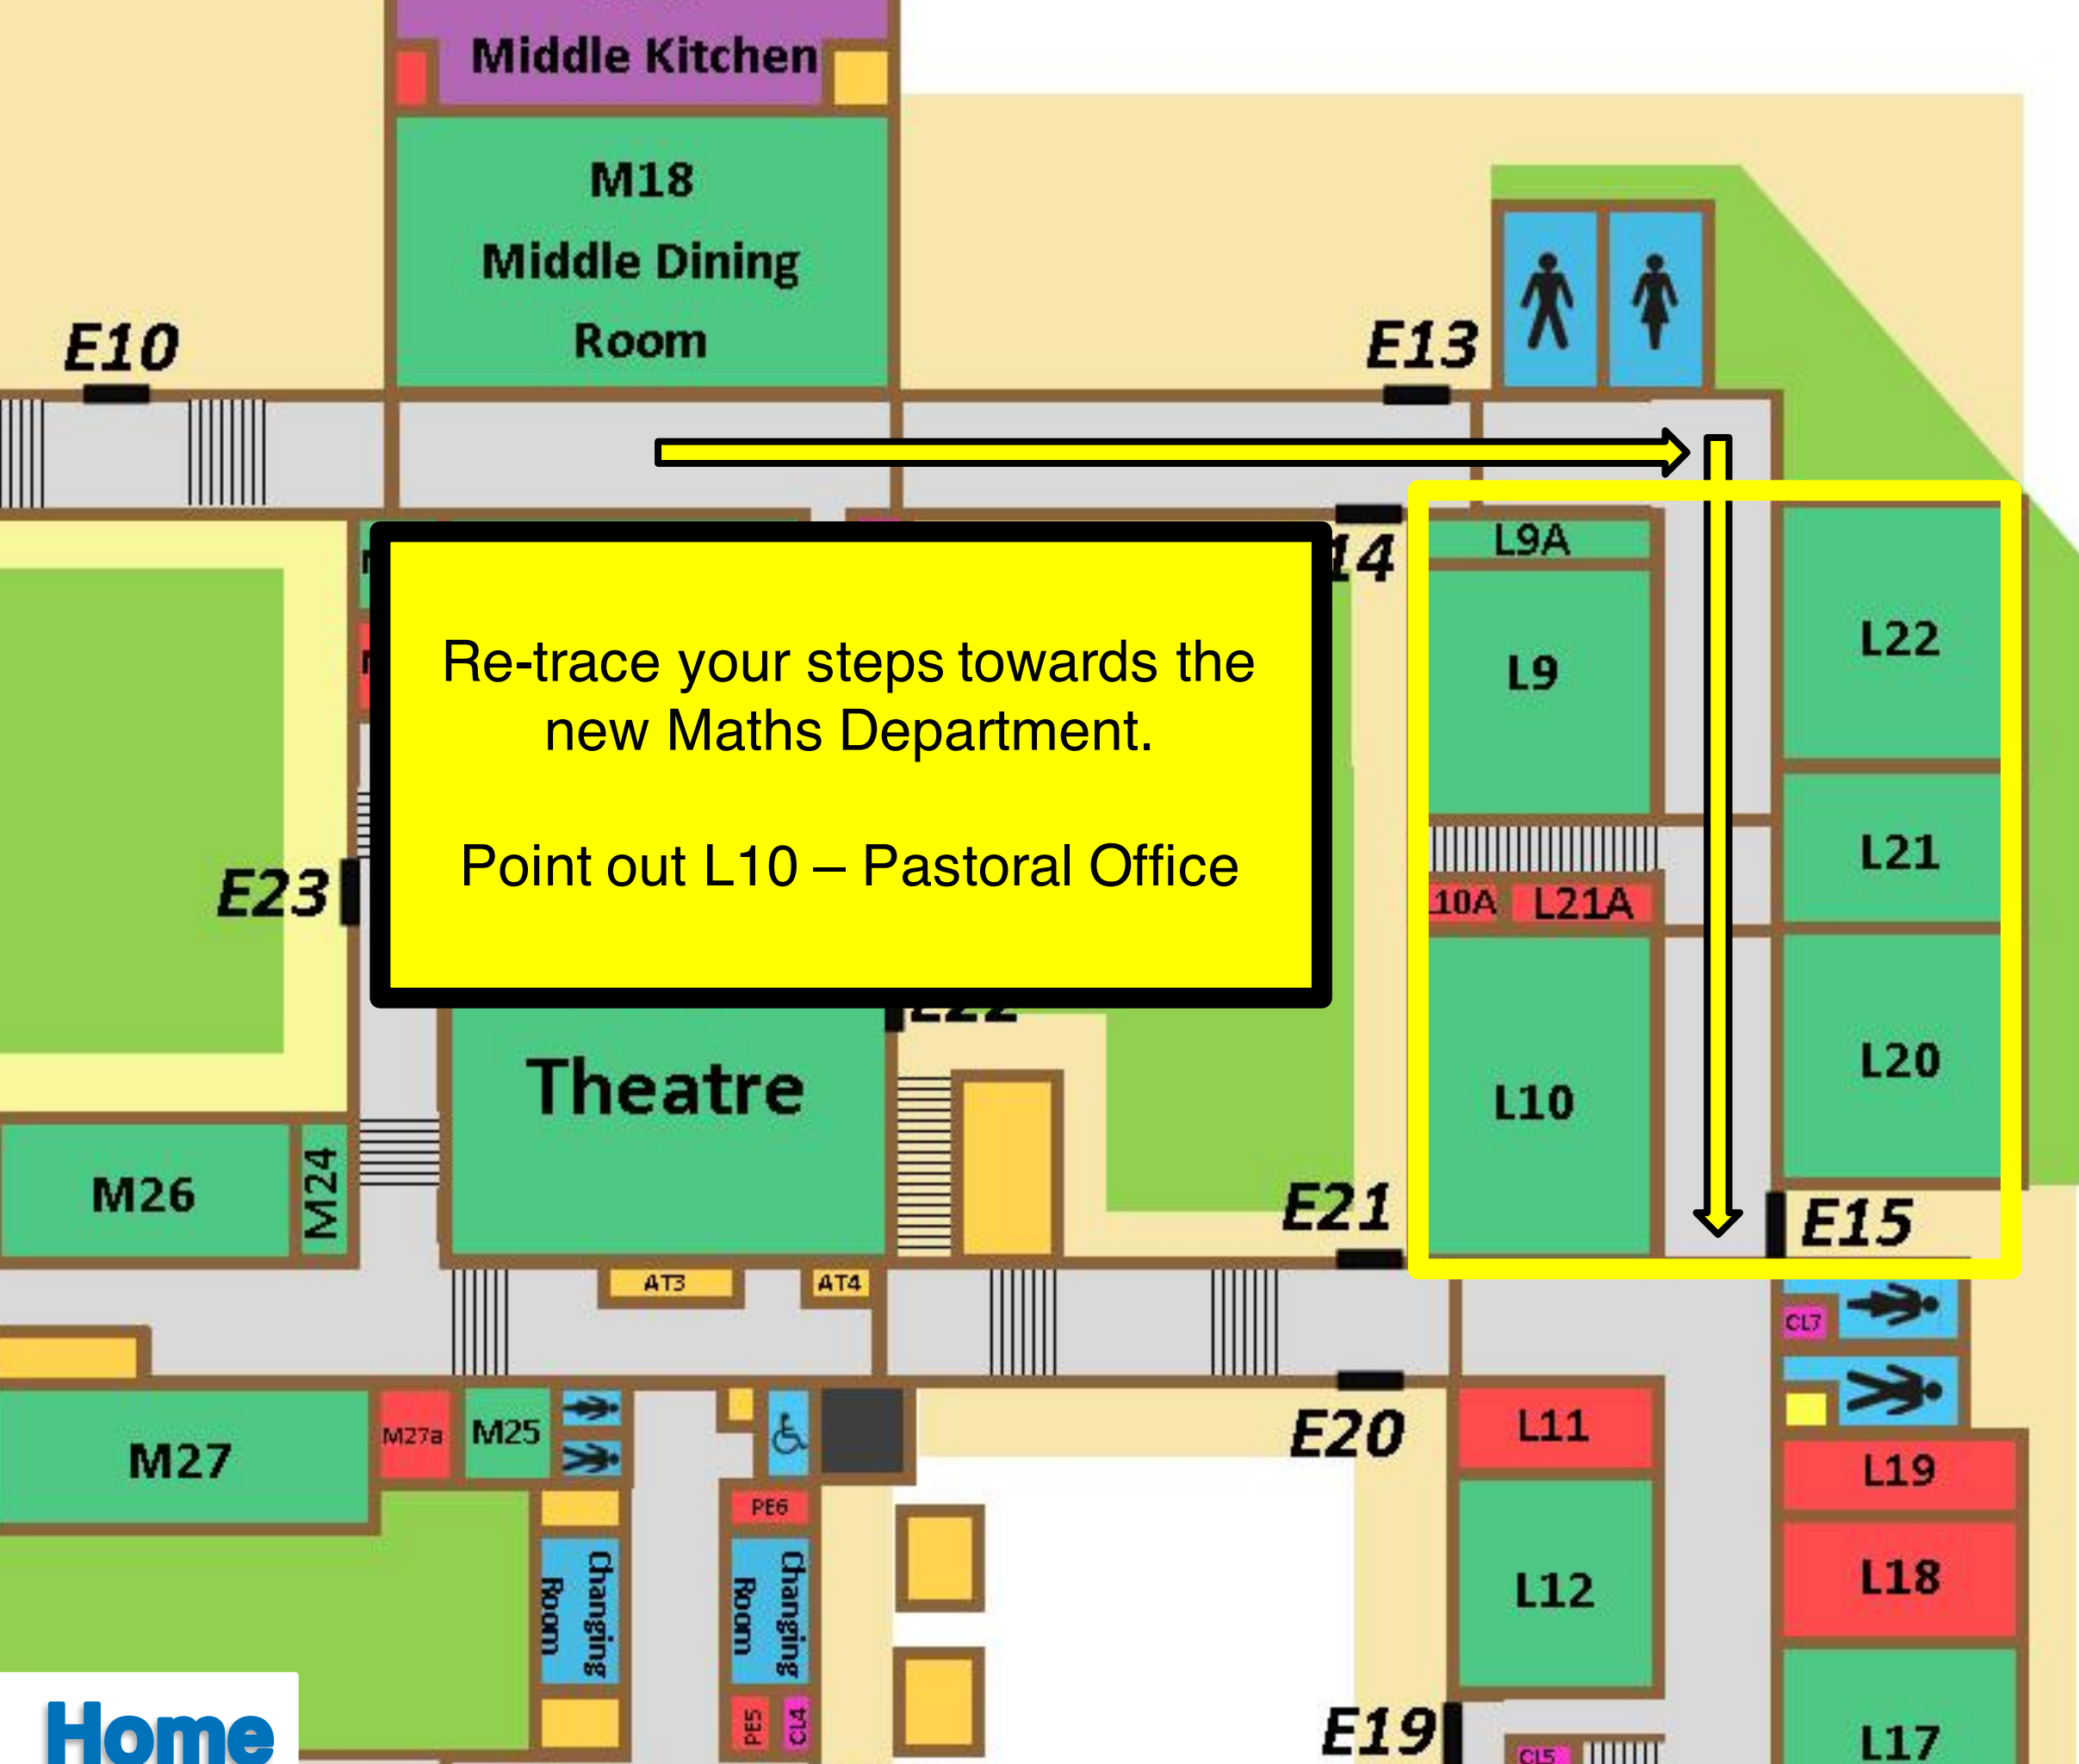 Middle Kitchen
M18
Middle Dining
Room
E10
E13
14
L9A
L9
L22
Re-trace your steps towards the
new Maths Department.
Point out L10 – Pastoral Office
L21
10A
L21A
E23
L20
L10
Theatre
M26
M24
E21
E15
AT3
AT4
CL7
M27
M27a
M25
E20
L11
L19
PE6
L12
L18
Changing
Room
Changing
Room
PE5
CL4
E19
L17
CL5
Home